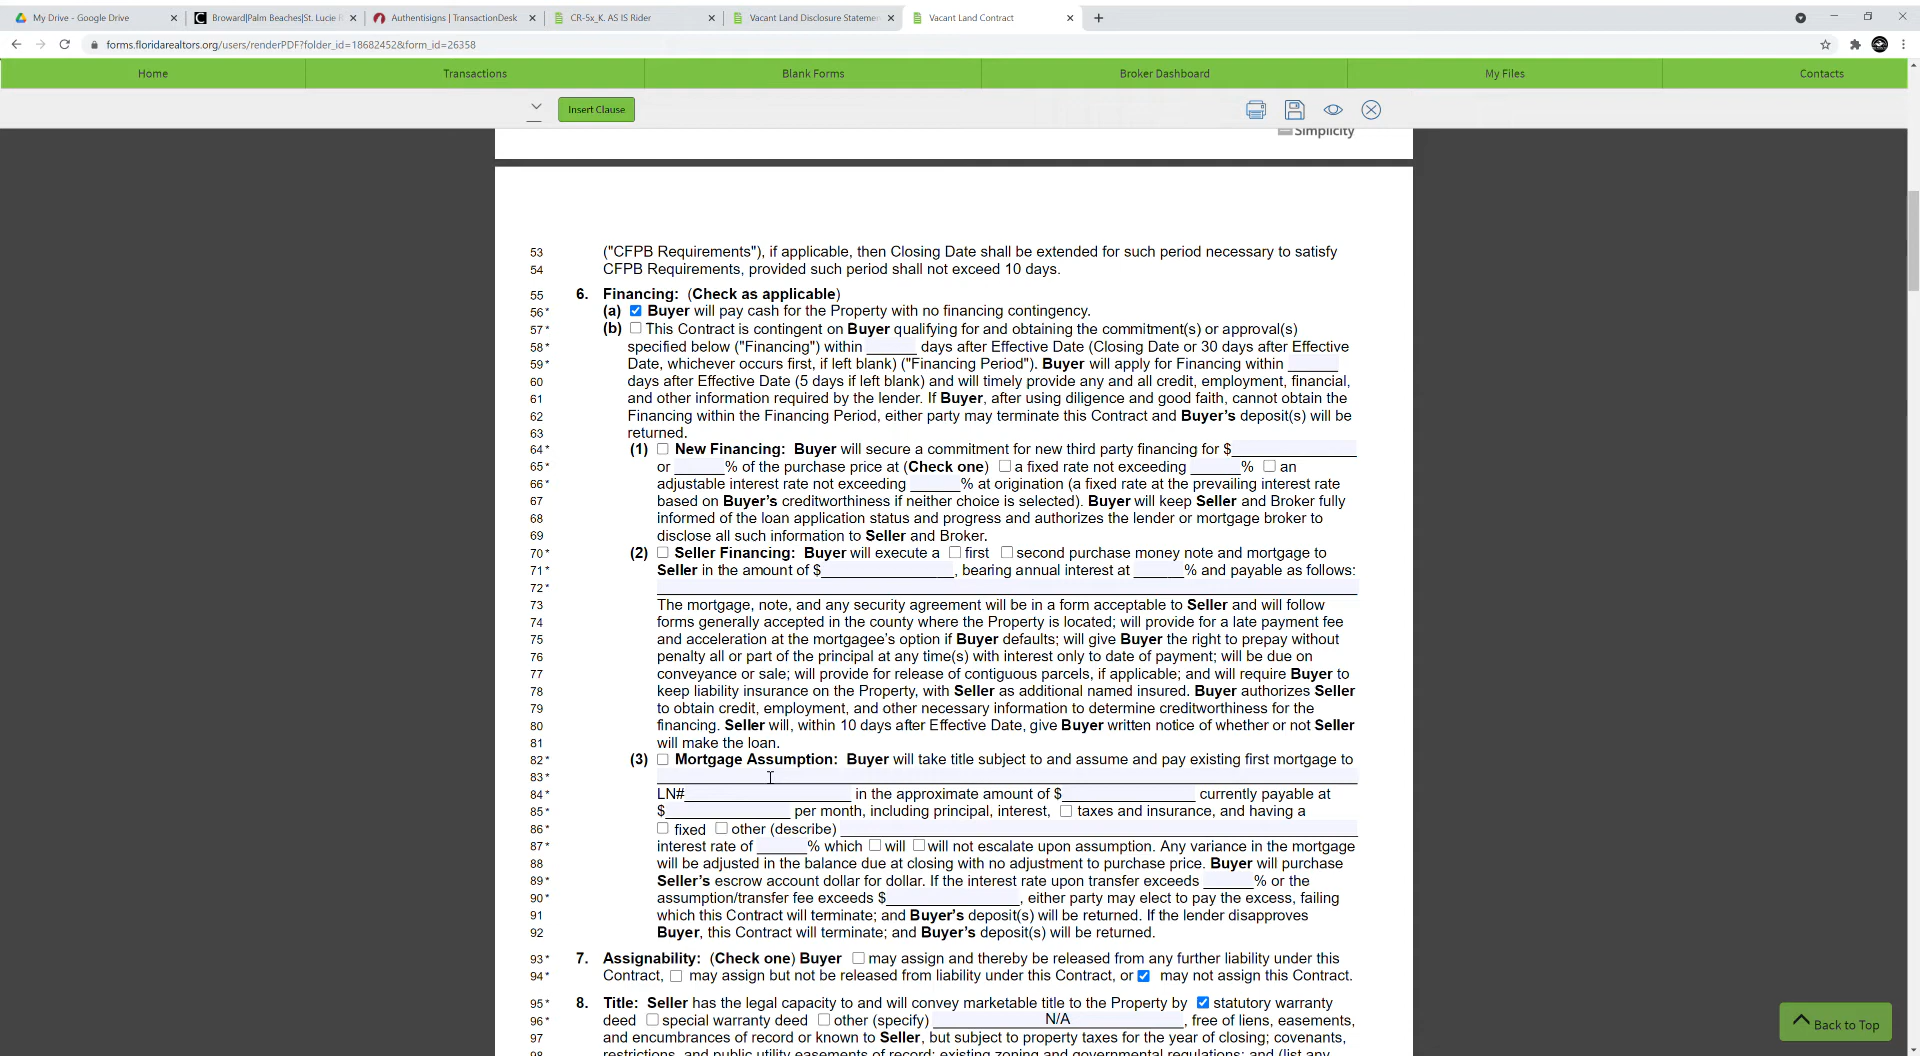 My Drive - Google Drive
Broward|Palm Beaches|St. Lucie
Authentisigns | TransactionDesk
CR-5x_K. AS IS Rider
Vacant Land Disclosure Statemen
Vacant Land Contract
forms.floridarealtors.org/users/renderPDF?folder_id=18682452&form_id=26358
Home Transactions Blank Forms Broker Dashboard My Files Contacts
Insert Clause
Simplicity
53 ("CFPB Requirements"), if applicable, then Closing Date shall be extended for such period necessary to satisfy
54 CFPB Requirements, provided such period shall not exceed 10 days.
55 6. Financing: (Check as applicable)
56* (a) Buyer will pay cash for the Property with no financing contingency.
57* (b) This Contract is contingent on Buyer qualifying for and obtaining the commitment(s) or approval(s)
58* specified below ("Financing") within ______ days after Effective Date (Closing Date or 30 days after Effective
59* Date, whichever occurs first, if left blank) ("Financing Period"). Buyer will apply for Financing within ______
60 days after Effective Date (5 days if left blank) and will timely provide any and all credit, employment, financial,
61 and other information required by the lender. If Buyer, after using diligence and good faith, cannot obtain the
62 Financing within the Financing Period, either party may terminate this Contract and Buyer's deposit(s) will be
63 returned.
64* (1) New Financing: Buyer will secure a commitment for new third party financing for $______
65* or ______% of the purchase price at (Check one) a fixed rate not exceeding ______% an
66* adjustable interest rate not exceeding ______% at origination (a fixed rate at the prevailing interest rate
67 based on Buyer's creditworthiness if neither choice is selected). Buyer will keep Seller and Broker fully
68 informed of the loan application status and progress and authorizes the lender or mortgage broker to
69 disclose all such information to Seller and Broker.
70* (2) Seller Financing: Buyer will execute a first second purchase money note and mortgage to
71* Seller in the amount of $______, bearing annual interest at ______% and payable as follows:
72*
73 The mortgage, note, and any security agreement will be in a form acceptable to Seller and will follow
74 forms generally accepted in the county where the Property is located; will provide for a late payment fee
75 and acceleration at the mortgagee's option if Buyer defaults; will give Buyer the right to prepay without
76 penalty all or part of the principal at any time(s) with interest only to date of payment; will be due on
77 conveyance or sale; will provide for release of contiguous parcels, if applicable; and will require Buyer to
78 keep liability insurance on the Property, with Seller as additional named insured. Buyer authorizes Seller
79 to obtain credit, employment, and other necessary information to determine creditworthiness for the
80 financing. Seller will, within 10 days after Effective Date, give Buyer written notice of whether or not Seller
81 will make the loan.
82* (3) Mortgage Assumption: Buyer will take title subject to and assume and pay existing first mortgage to
83*
84* LN#______ in the approximate amount of $______ currently payable at
85* $______ per month, including principal, interest, taxes and insurance, and having a
86* fixed other (describe) ______
87* interest rate of ______% which will will not escalate upon assumption. Any variance in the mortgage
88 will be adjusted in the balance due at closing with no adjustment to purchase price. Buyer will purchase
89* Seller's escrow account dollar for dollar. If the interest rate upon transfer exceeds ______% or the
90* assumption/transfer fee exceeds $______, either party may elect to pay the excess, failing
91 which this Contract will terminate; and Buyer's deposit(s) will be returned. If the lender disapproves
92 Buyer, this Contract will terminate; and Buyer's deposit(s) will be returned.
93* 7. Assignability: (Check one) Buyer may assign and thereby be released from any further liability under this
94* Contract, may assign but not be released from liability under this Contract, or may not assign this Contract.
95* 8. Title: Seller has the legal capacity to and will convey marketable title to the Property by statutory warranty
96* deed special warranty deed other (specify) N/A, free of liens, easements,
97 and encumbrances of record or known to Seller, but subject to property taxes for the year of closing; covenants,
98 restrictions, and public utility easements of record; existing zoning and governmental regulations; and (list any
Back to Top